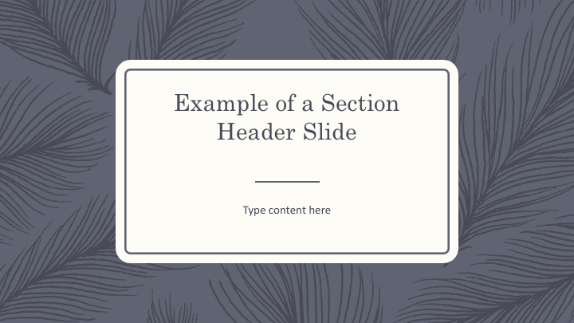 Example of a Section
Header Slide
Type content here